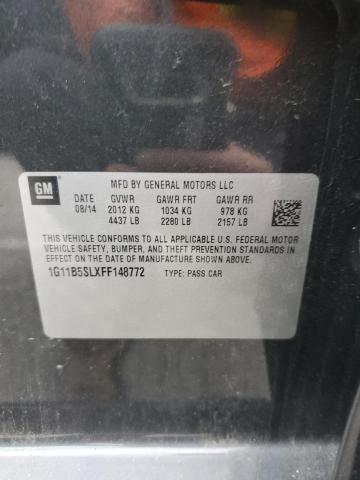 GM
MFD BY GENERAL MOTORS LLC
DATE GVWR GAWR FRT GAWR RR
08/14 2012 KG 1034 KG 978 KG
4437 LB 2280 LB 2157 LB
THIS VEHICLE CONFORMS TO ALL APPLICABLE U.S. FEDERAL MOTOR
VEHICLE SAFETY, BUMPER, AND THEFT PREVENTION STANDARDS IN
EFFECT ON THE DATE OF MANUFACTURE SHOWN ABOVE.
1G11B5SLXFF148772 TYPE: PASS CAR